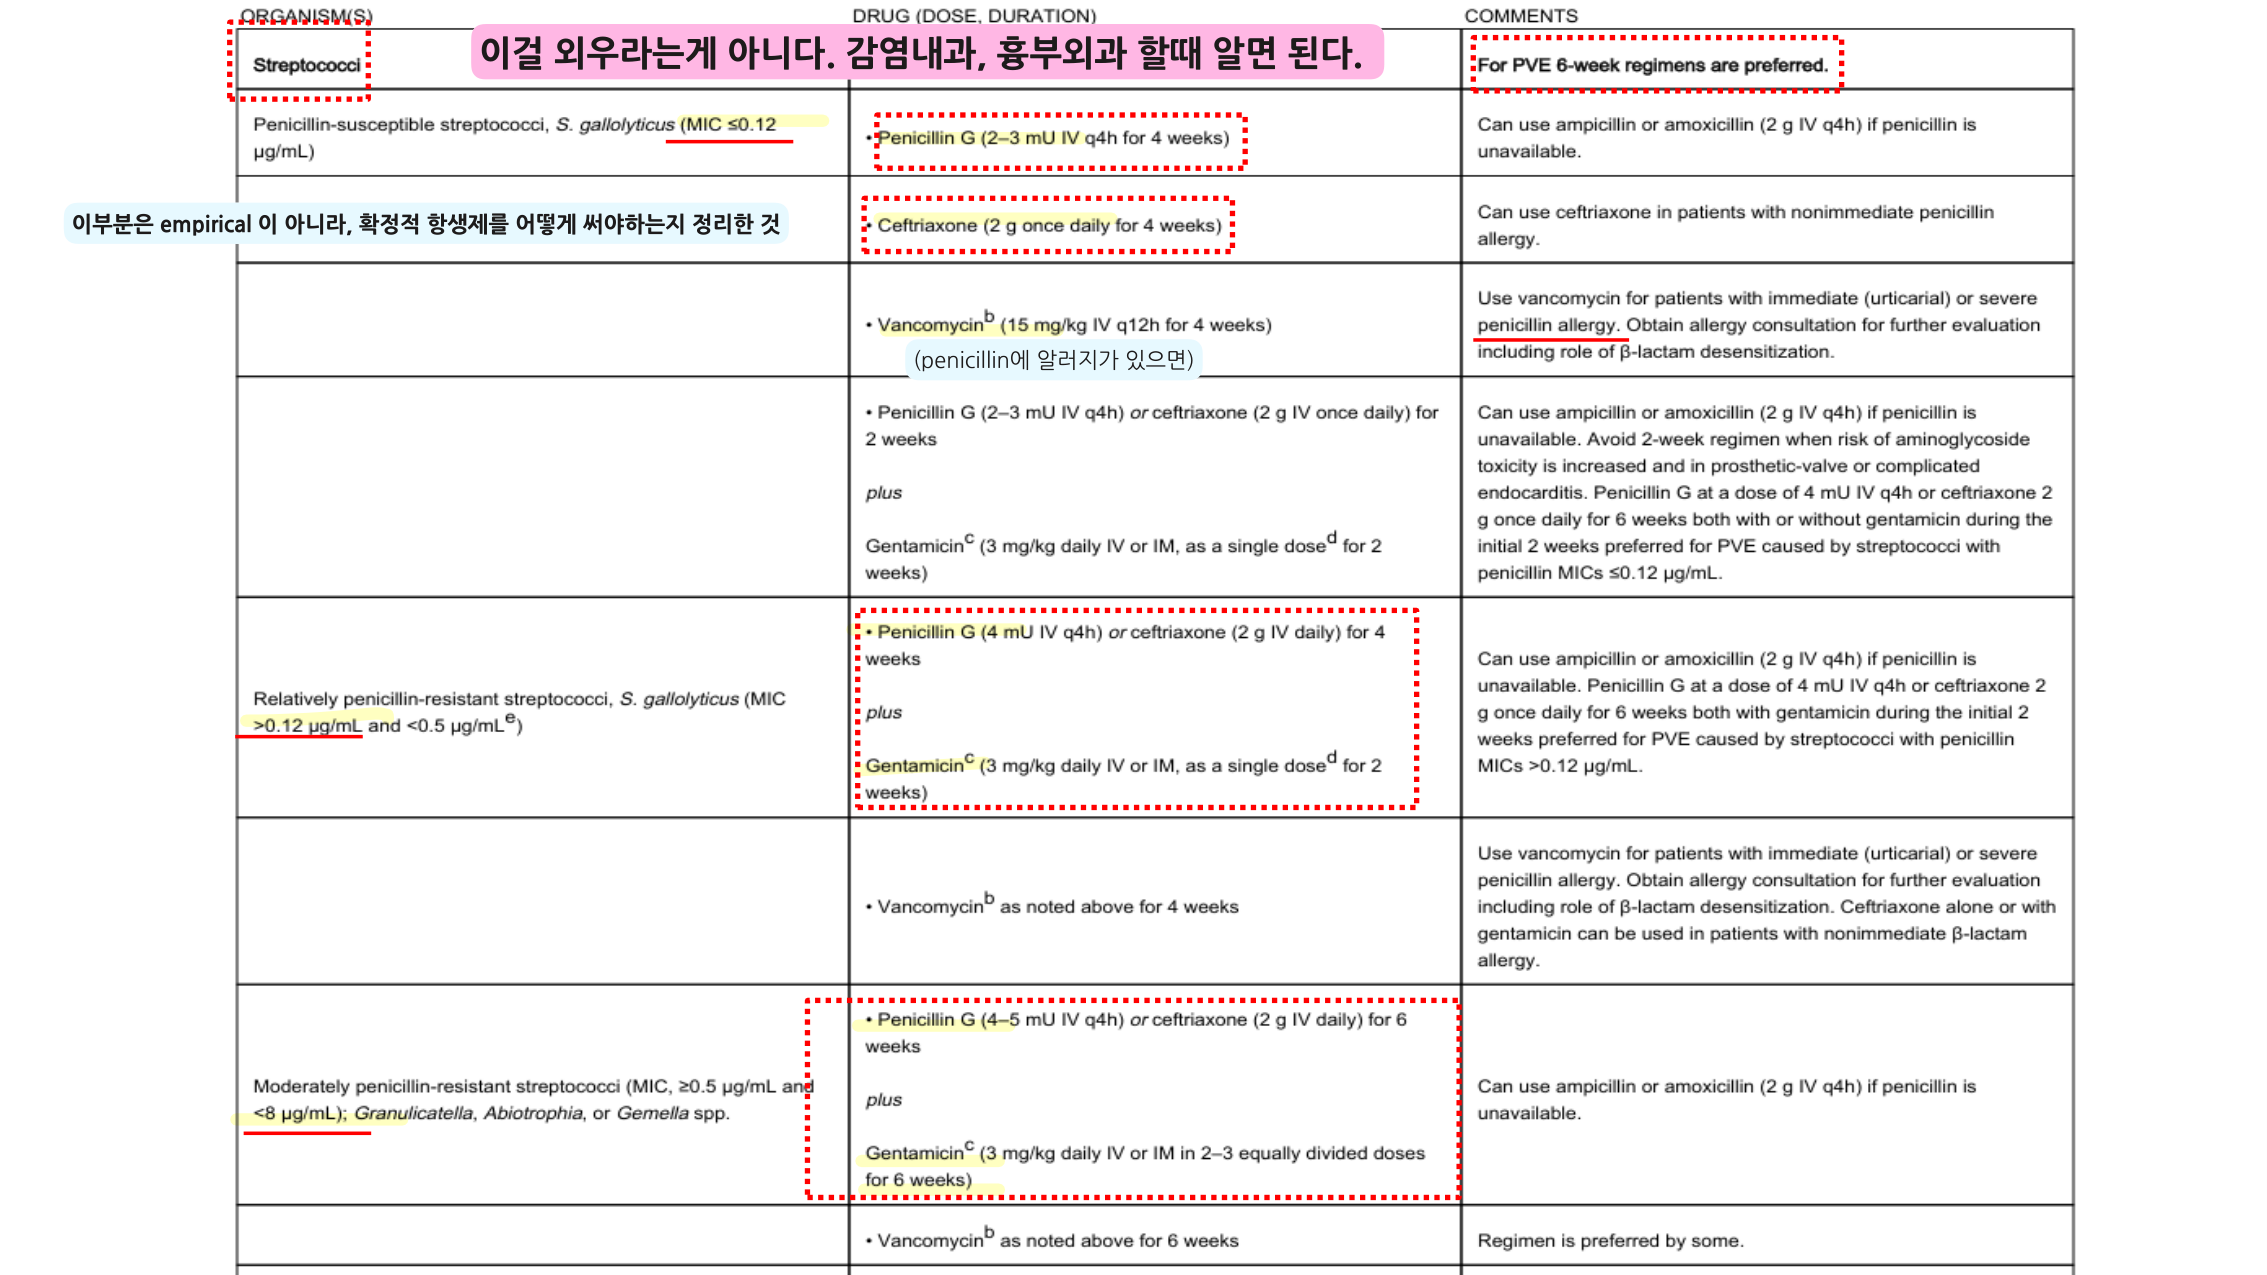 ORGANISM(S) DRUG (DOSE, DURATION) COMMENTS
이걸 외우라는게 아니다. 감염내과, 흉부외과 할때 알면 된다.
Streptococci
For PVE 6-week regimens are preferred.
Penicillin-susceptible streptococci, S. gallolyticus (MIC ≤0.12
µg/mL)
• Penicillin G (2–3 mU IV q4h for 4 weeks)
Can use ampicillin or amoxicillin (2 g IV q4h) if penicillin is
unavailable.
이부분은 empirical 이 아니라, 확정적 항생제를 어떻게 써야하는지 정리한 것
• Ceftriaxone (2 g once daily for 4 weeks)
Can use ceftriaxone in patients with nonimmediate penicillin
allergy.
• Vancomycinb (15 mg/kg IV q12h for 4 weeks)
(penicillin에 알러지가 있으면)
Use vancomycin for patients with immediate (urticarial) or severe
penicillin allergy. Obtain allergy consultation for further evaluation
including role of β-lactam desensitization.
• Penicillin G (2–3 mU IV q4h) or ceftriaxone (2 g IV once daily) for
2 weeks
plus
Gentamicinc (3 mg/kg daily IV or IM, as a single dosed for 2
weeks)
Can use ampicillin or amoxicillin (2 g IV q4h) if penicillin is
unavailable. Avoid 2-week regimen when risk of aminoglycoside
toxicity is increased and in prosthetic-valve or complicated
endocarditis. Penicillin G at a dose of 4 mU IV q4h or ceftriaxone 2
g once daily for 6 weeks both with or without gentamicin during the
initial 2 weeks preferred for PVE caused by streptococci with
penicillin MICs ≤0.12 µg/mL.
Relatively penicillin-resistant streptococci, S. gallolyticus (MIC
>0.12 µg/mL and <0.5 µg/mLe)
• Penicillin G (4 mU IV q4h) or ceftriaxone (2 g IV daily) for 4
weeks
plus
Gentamicinc (3 mg/kg daily IV or IM, as a single dosed for 2
weeks)
Can use ampicillin or amoxicillin (2 g IV q4h) if penicillin is
unavailable. Penicillin G at a dose of 4 mU IV q4h or ceftriaxone 2
g once daily for 6 weeks both with gentamicin during the initial 2
weeks preferred for PVE caused by streptococci with penicillin
MICs >0.12 µg/mL.
• Vancomycinb as noted above for 4 weeks
Use vancomycin for patients with immediate (urticarial) or severe
penicillin allergy. Obtain allergy consultation for further evaluation
including role of β-lactam desensitization. Ceftriaxone alone or with
gentamicin can be used in patients with nonimmediate β-lactam
allergy.
Moderately penicillin-resistant streptococci (MIC, ≥0.5 µg/mL and
<8 µg/mL); Granulicatella, Abiotrophia, or Gemella spp.
• Penicillin G (4–5 mU IV q4h) or ceftriaxone (2 g IV daily) for 6
weeks
plus
Gentamicinc (3 mg/kg daily IV or IM in 2–3 equally divided doses
for 6 weeks)
Can use ampicillin or amoxicillin (2 g IV q4h) if penicillin is
unavailable.
• Vancomycinb as noted above for 6 weeks
Regimen is preferred by some.